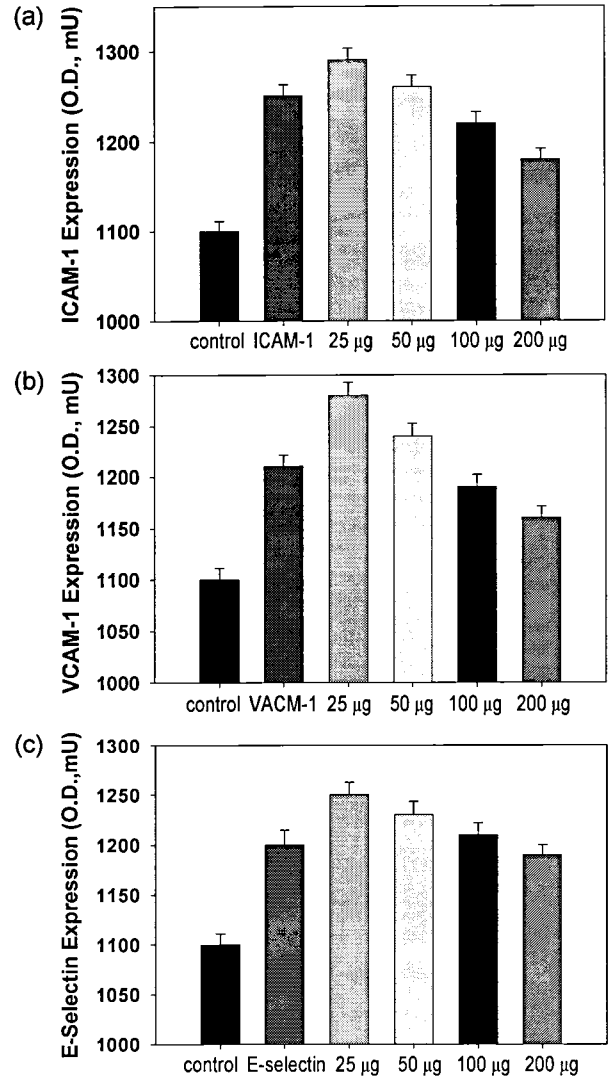 (a)
ICAM-1 Expression (O.D., mU)
1300
1200
1100
1000
control ICAM-1 25 μg 50 μg 100 μg 200 μg
(b)
VCAM-1 Expression (O.D., mU)
1300
1250
1200
1150
1100
1050
1000
control VACM-1 25 μg 50 μg 100 μg 200 μg
(c)
E-Selectin Expression (O.D.,mU)
1300
1250
1200
1150
1100
1050
1000
control E-selectin 25 μg 50 μg 100 μg 200 μg